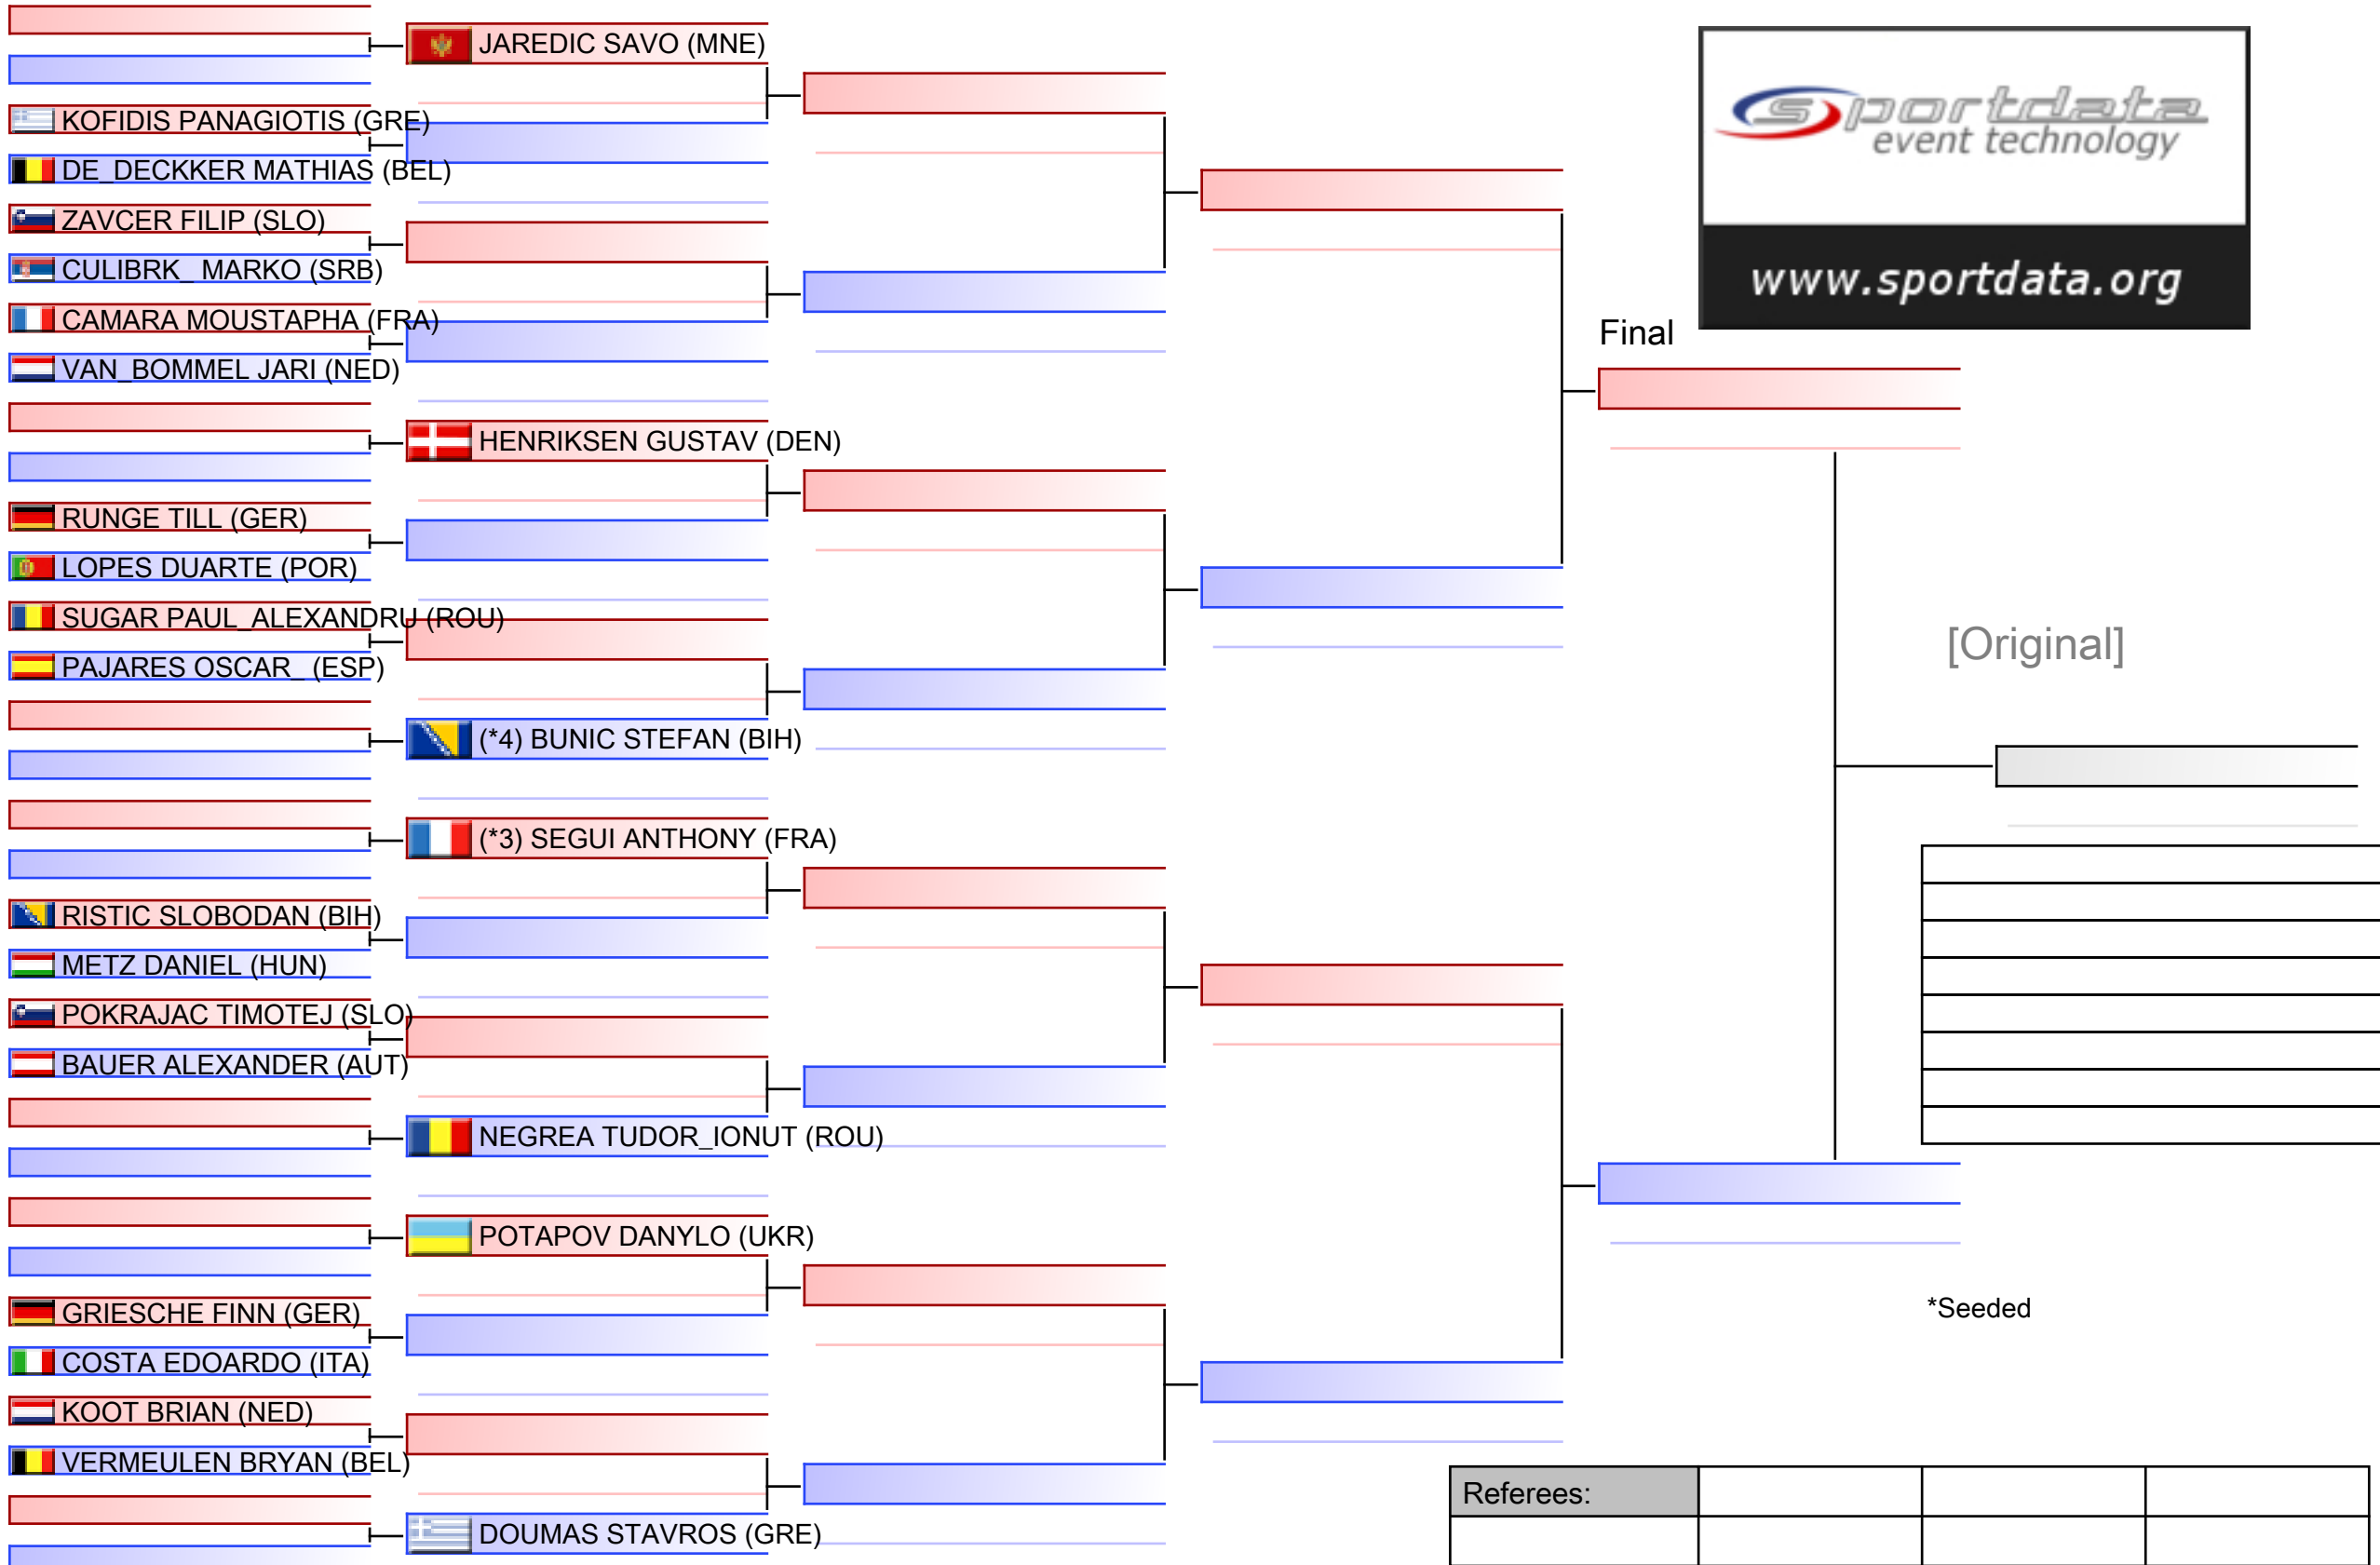 JAREDIC SAVO (MNE)
KOFIDIS PANAGIOTIS (GRE)
DE_DECKKER MATHIAS (BEL)
ZAVCER FILIP (SLO)
CULIBRK_ MARKO (SRB)
CAMARA MOUSTAPHA (FRA)
VAN_BOMMEL JARI (NED)
HENRIKSEN GUSTAV (DEN)
RUNGE TILL (GER)
LOPES DUARTE (POR)
SUGAR PAUL_ALEXANDRU (ROU)
PAJARES OSCAR_ (ESP)
(*4) BUNIC STEFAN (BIH)
(*3) SEGUI ANTHONY (FRA)
RISTIC SLOBODAN (BIH)
METZ DANIEL (HUN)
POKRAJAC TIMOTEJ (SLO)
BAUER ALEXANDER (AUT)
NEGREA TUDOR_IONUT (ROU)
POTAPOV DANYLO (UKR)
GRIESCHE FINN (GER)
COSTA EDOARDO (ITA)
KOOT BRIAN (NED)
VERMEULEN BRYAN (BEL)
DOUMAS STAVROS (GRE)
sportdata
event technology
www.sportdata.org
Final
[Original]
*Seeded
Referees: